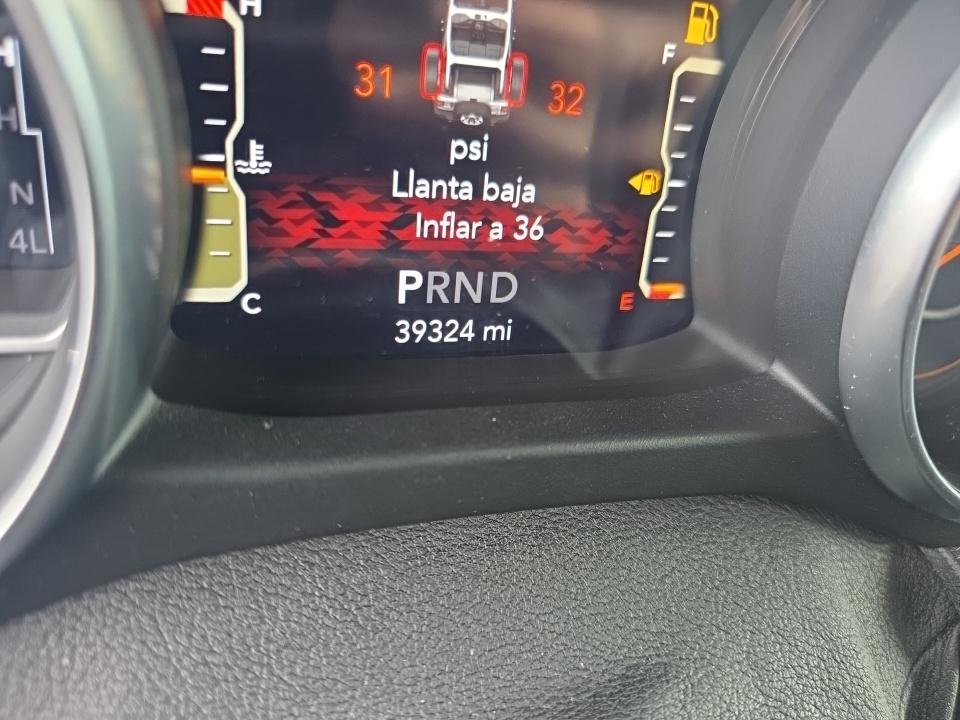 H
F
31
32
psi
Llanta baja
Inflar a 36
N
4L
PRND
C
E
39324 mi